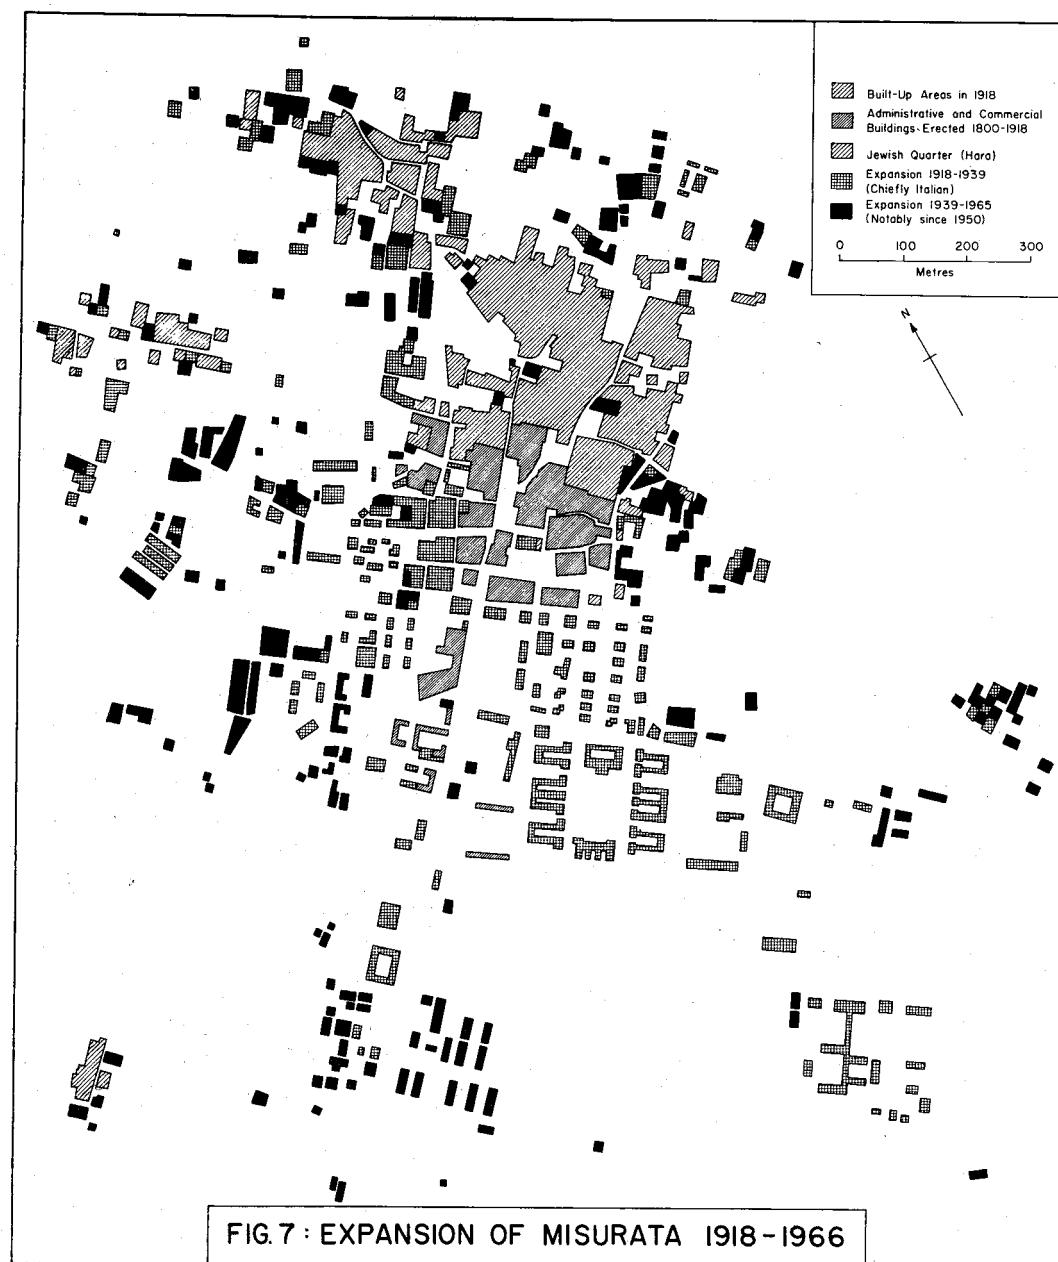 Built-Up Areas in 1918
Administrative and Commercial
Buildings Erected 1800-1918
Jewish Quarter (Hara)
Expansion 1918-1939
(Chiefly Italian)
Expansion 1939-1965
(Notably since 1950)
0 100 200 300
Metres
N
FIG. 7: EXPANSION OF MISURATA 1918-1966